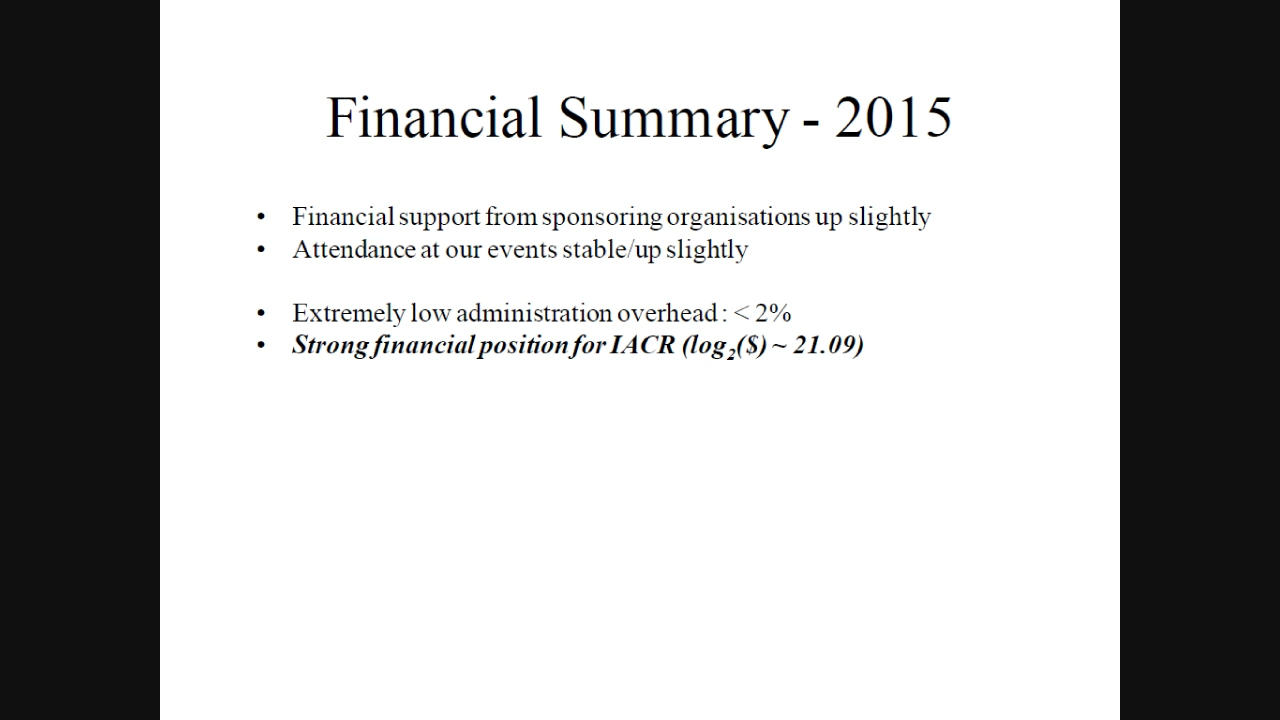 Financial Summary - 2015
• Financial support from sponsoring organisations up slightly
• Attendance at our events stable/up slightly
• Extremely low administration overhead : < 2%
• Strong financial position for IACR (log₂($) ~ 21.09)